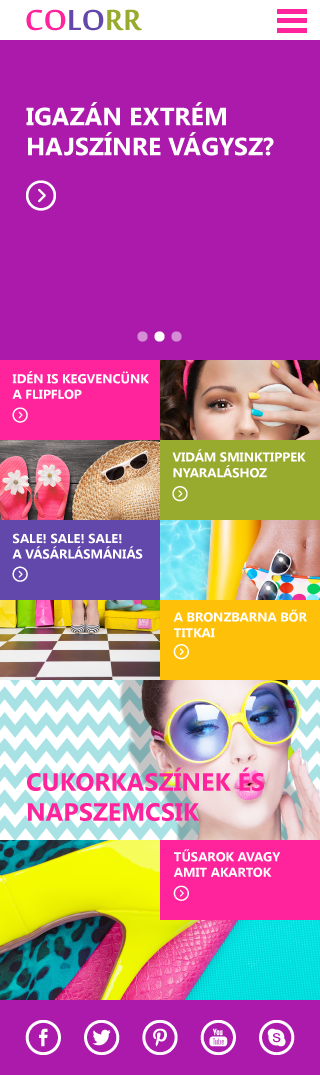 COLORR
IGAZÁN EXTRÉM
HAJSZÍNRE VÁGYSZ?
IDÉN IS KEGVENCÜNK
A FLIPFLOP
VIDÁM SMINKTIPPEK
NYARALÁSHOZ
SALE! SALE! SALE!
A VÁSÁRLÁSMÁNIÁS
A BRONZBARNA BŐR
TITKAI
CUKORKASZÍNEK ÉS
NAPSZEMCSIK
TŰSAROK AVAGY
AMIT AKARTOK
You
Tube